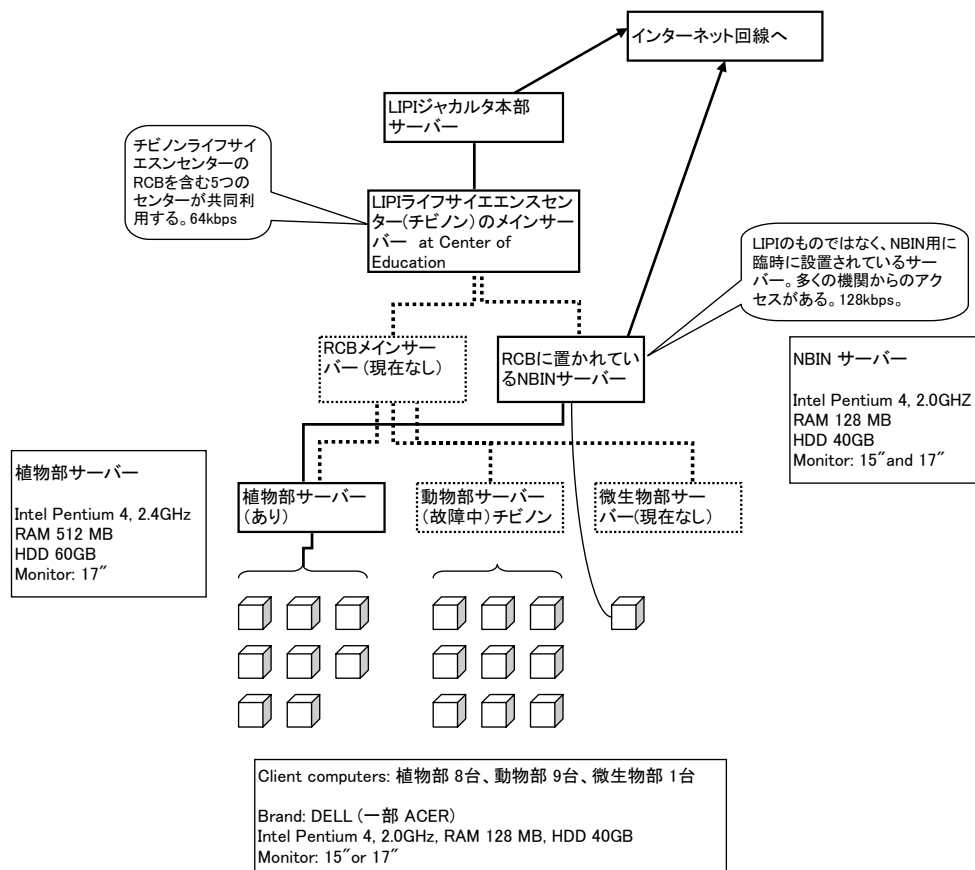 インターネット回線へ
LIPIジャカルタ本部
サーバー
チビノンライフサイ
エスンセンターの
RCBを含む5つの
センターが共同利
用する。64kbps
LIPIライフサイエエンスセ
ンター(チビノン)のメインサ
ーバー at Center of
Education
LIPIのものではなく、NBIN用に
臨時に設置されているサー
バー。多くの機関からのアク
セスがある。128kbps。
RCBメインサー
バー(現在なし)
RCBに置かれてい
るNBINサーバー
NBIN サーバー
Intel Pentium 4, 2.0GHZ
RAM 128 MB
HDD 40GB
Monitor: 15″and 17″
植物部サーバー
Intel Pentium 4, 2.4GHz
RAM 512 MB
HDD 60GB
Monitor: 17″
植物部サーバー
(あり)
動物部サーバー
(故障中)チビノン
微生物部サー
バー(現在なし)
Client computers: 植物部 8台、動物部 9台、微生物部 1台
Brand: DELL (一部 ACER)
Intel Pentium 4, 2.0GHz, RAM 128 MB, HDD 40GB
Monitor: 15″or 17″